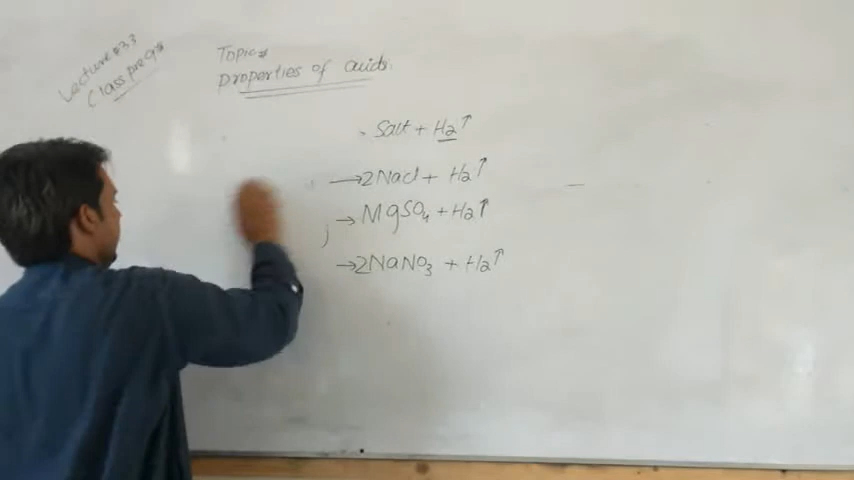 Lecture #33
Class pre 9th
Topic#
properties of acids.
Salt + H2↑
→2Nacl + H2↑
→ MgSO4 + H2↑
→2NaNO3 + H2↑